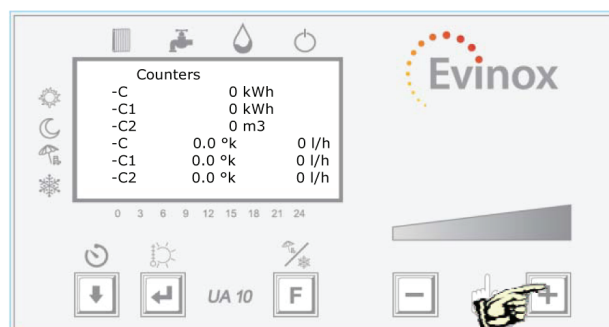 Evinox
Counters
-C 0 kWh
-C1 0 kWh
-C2 0 m3
-C 0.0 °k 0 l/h
-C1 0.0 °k 0 l/h
-C2 0.0 °k 0 l/h
0 3 6 9 12 15 18 21 24
UA 10
F
− +